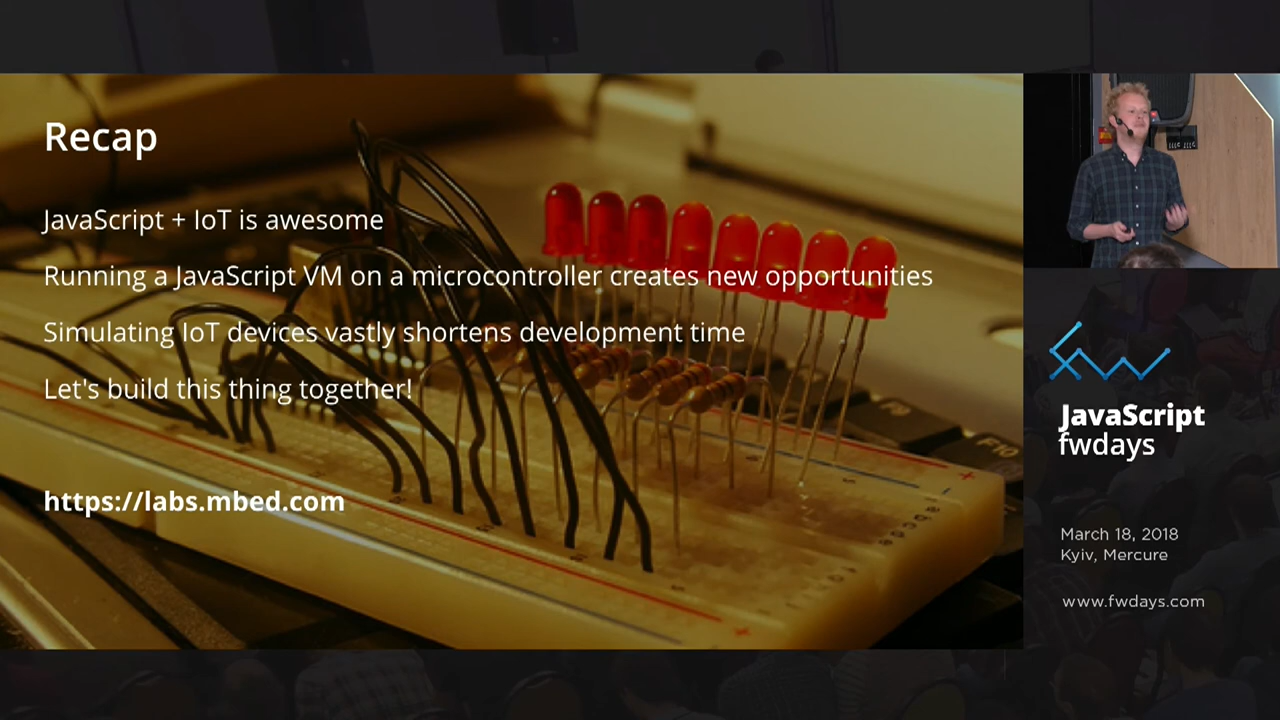 Recap
JavaScript + IoT is awesome
Running a JavaScript VM on a microcontroller creates new opportunities
Simulating IoT devices vastly shortens development time
Let's build this thing together!
https://labs.mbed.com
JavaScript
fwdays
March 18, 2018
Kyiv, Mercure
www.fwdays.com
F10